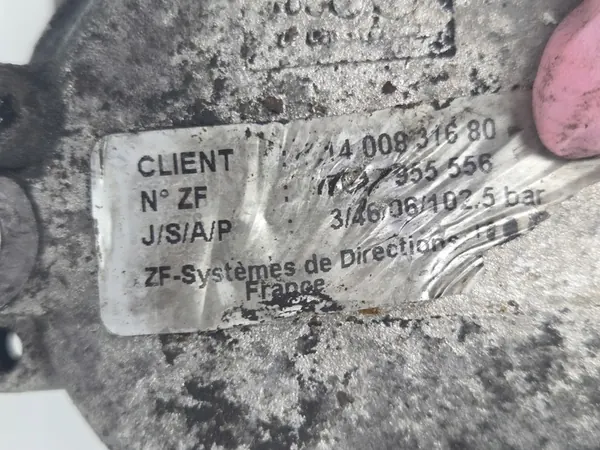 CLIENT : 14 008 316 80
N° ZF : 955 556
J/S/A/P : 3/46/06/102.5 bar
ZF-Systèmes de Directions
France